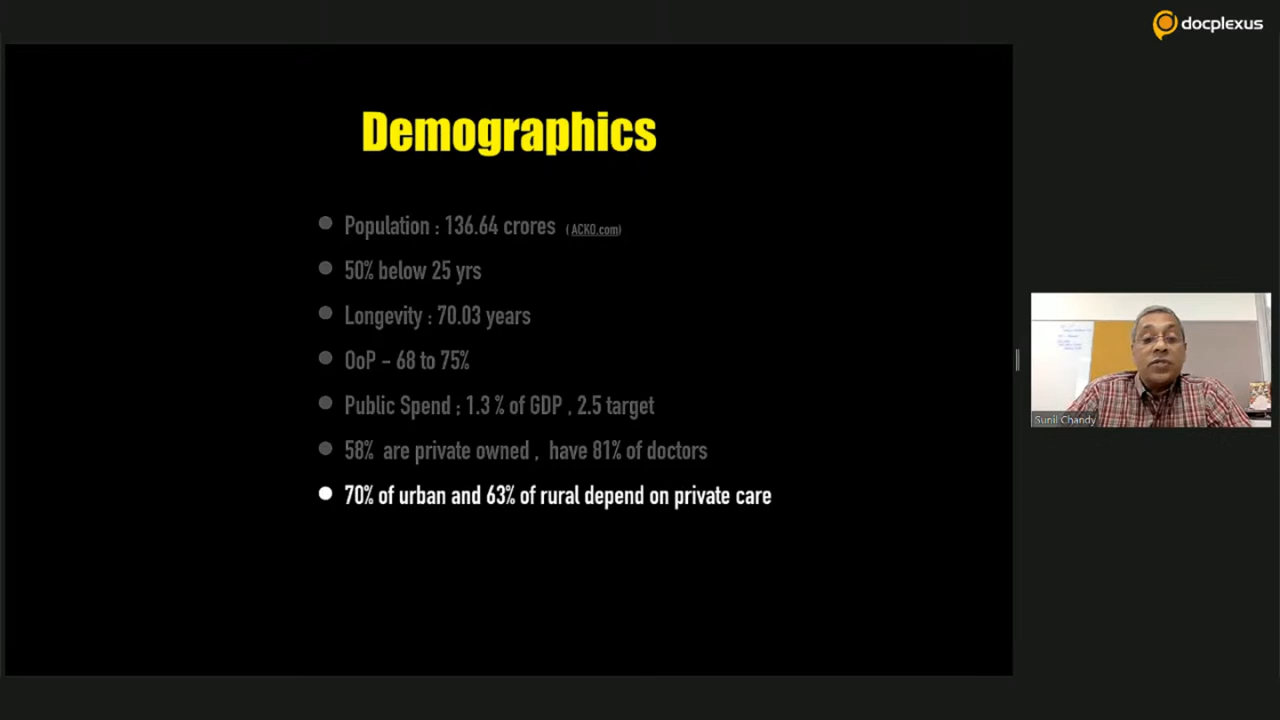 docplexus
Demographics
Population : 136.64 crores ( ACKO.com)
50% below 25 yrs
Longevity : 70.03 years
OoP – 68 to 75%
Public Spend ; 1.3 % of GDP , 2.5 target
58% are private owned , have 81% of doctors
70% of urban and 63% of rural depend on private care
Sunil Chandy